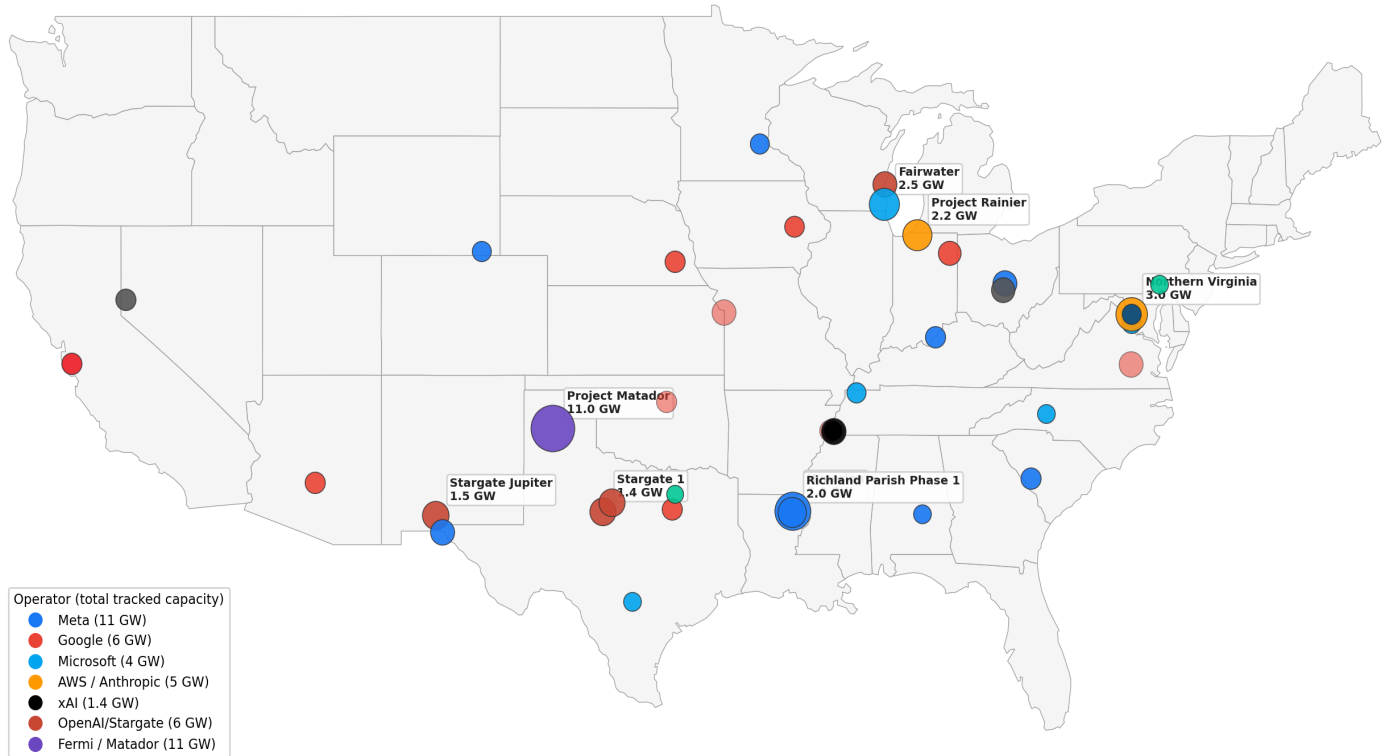 Fairwater
2.5 GW
Project Rainier
2.2 GW
Northern Virginia
3.0 GW
Project Matador
11.0 GW
Stargate Jupiter
1.5 GW
Stargate 1
1.4 GW
Richland Parish Phase 1
2.0 GW
Operator (total tracked capacity)
Meta (11 GW)
Google (6 GW)
Microsoft (4 GW)
AWS / Anthropic (5 GW)
xAI (1.4 GW)
OpenAI/Stargate (6 GW)
Fermi / Matador (11 GW)